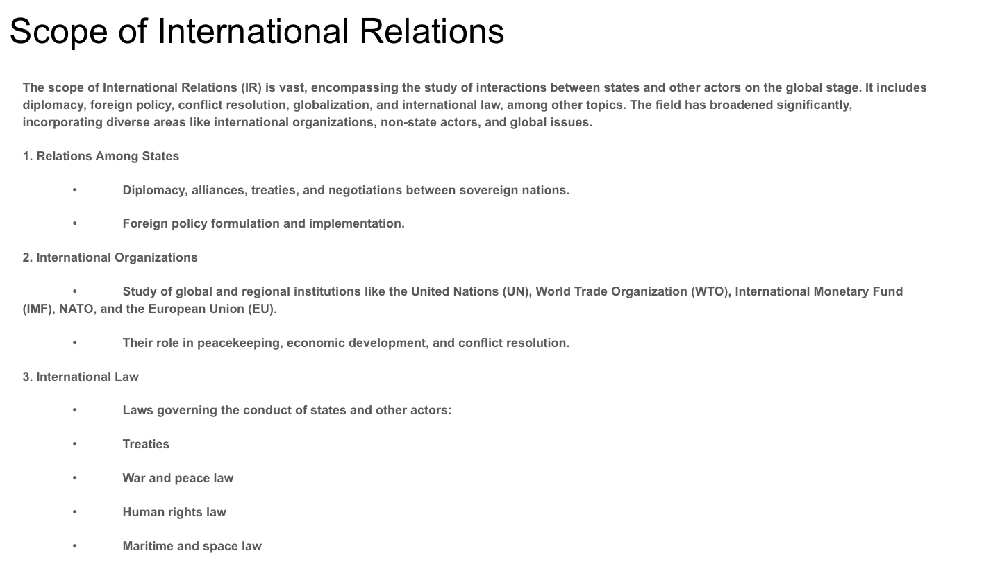 Scope of International Relations
The scope of International Relations (IR) is vast, encompassing the study of interactions between states and other actors on the global stage. It includes
diplomacy, foreign policy, conflict resolution, globalization, and international law, among other topics. The field has broadened significantly,
incorporating diverse areas like international organizations, non-state actors, and global issues.
1. Relations Among States
• Diplomacy, alliances, treaties, and negotiations between sovereign nations.
• Foreign policy formulation and implementation.
2. International Organizations
• Study of global and regional institutions like the United Nations (UN), World Trade Organization (WTO), International Monetary Fund
(IMF), NATO, and the European Union (EU).
• Their role in peacekeeping, economic development, and conflict resolution.
3. International Law
• Laws governing the conduct of states and other actors:
• Treaties
• War and peace law
• Human rights law
• Maritime and space law